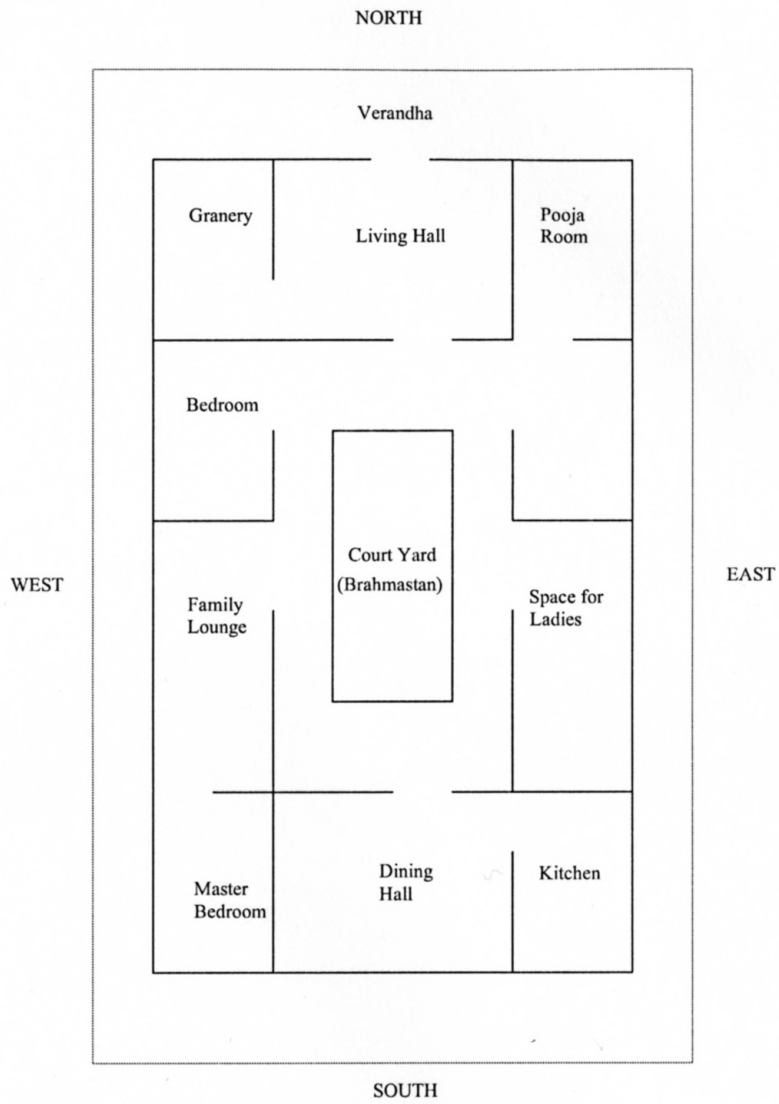 NORTH
Verandha
Granery
Living Hall
Pooja
Room
Bedroom
Court Yard
(Brahmastan)
WEST
EAST
Family
Lounge
Space for
Ladies
Master
Bedroom
Dining
Hall
Kitchen
SOUTH